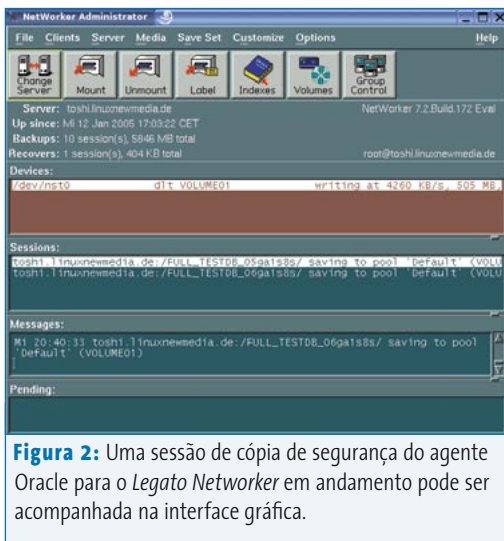 NetWorker Administrator
File Clients Server Media Save Set Customize Options Help
Change Server
Mount
Unmount
Label
Indexes
Volumes
Group Control
Server: toshi.linuxnewmedia.de NetWorker 7.2.Build.172 Eval
Up since: Mi 12 Jan 2005 17:03:22 CET
Backups: 10 session(s), 5846 MB total
Recovers: 1 session(s), 404 KB total root@toshi.linuxnewmedia.de
Devices:
/dev/nst0 dlt VOLUME01 writing at 4260 KB/s, 505 MB,
Sessions:
toshi.linuxnewmedia.de:/FULL_TESTDB_05ga1s8s/ saving to pool 'Default' (VOLU
toshi.linuxnewmedia.de:/FULL_TESTDB_06ga1s8s/ saving to pool 'Default' (VOLU
Messages:
Mi 20:40:33 toshi.linuxnewmedia.de:/FULL_TESTDB_06ga1s8s/ saving to pool
'Default' (VOLUME01)
Pending:
Figura 2: Uma sessão de cópia de segurança do agente
Oracle para o Legato Networker em andamento pode ser
acompanhada na interface gráfica.